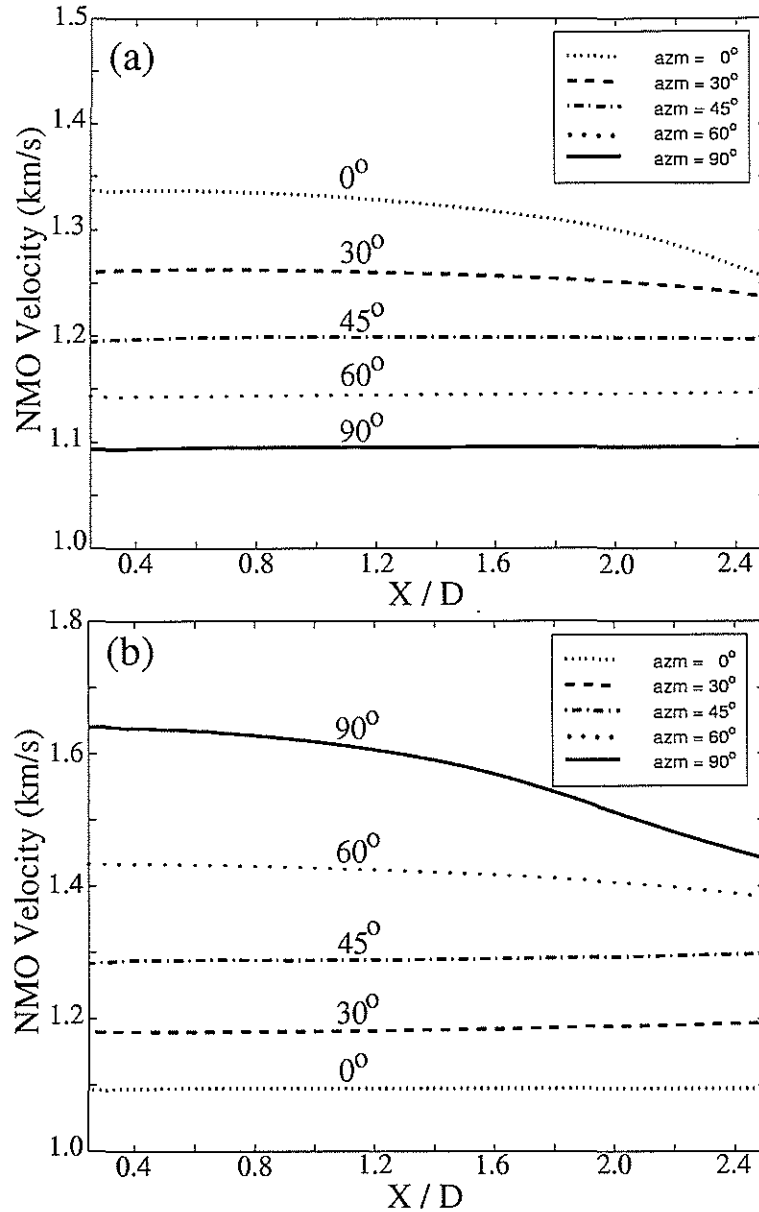 (a)
NMO Velocity (km/s)
1.5
1.4
1.3
1.2
1.1
1.0
azm = 0°
azm = 30°
azm = 45°
azm = 60°
azm = 90°
0°
30°
45°
60°
90°
0.4 0.8 1.2 1.6 2.0 2.4
X / D
(b)
NMO Velocity (km/s)
1.8
1.6
1.4
1.2
1.0
azm = 0°
azm = 30°
azm = 45°
azm = 60°
azm = 90°
90°
60°
45°
30°
0°
0.4 0.8 1.2 1.6 2.0 2.4
X / D